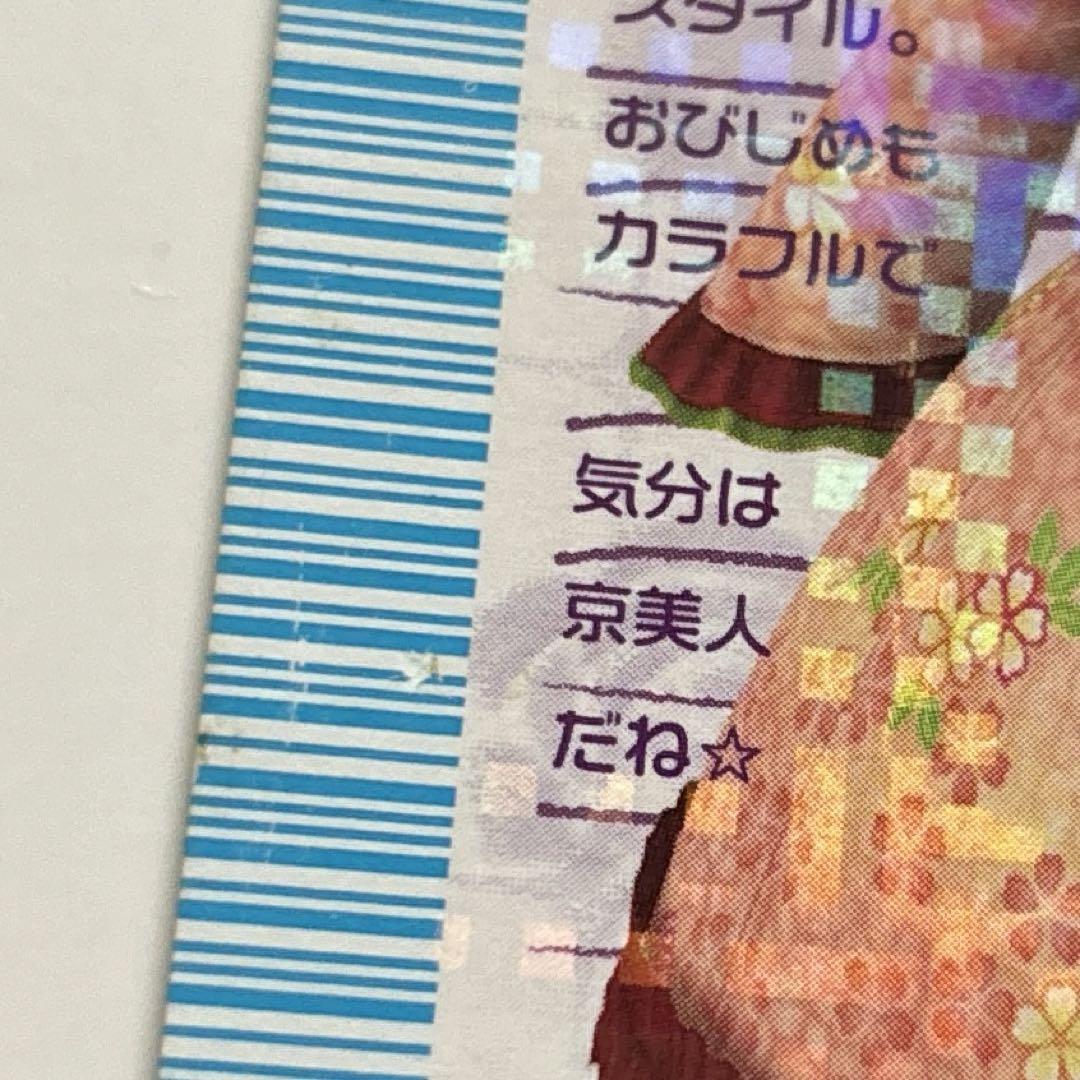 スタイル。
おびじめも
カラフルで
気分は
京美人
だね☆